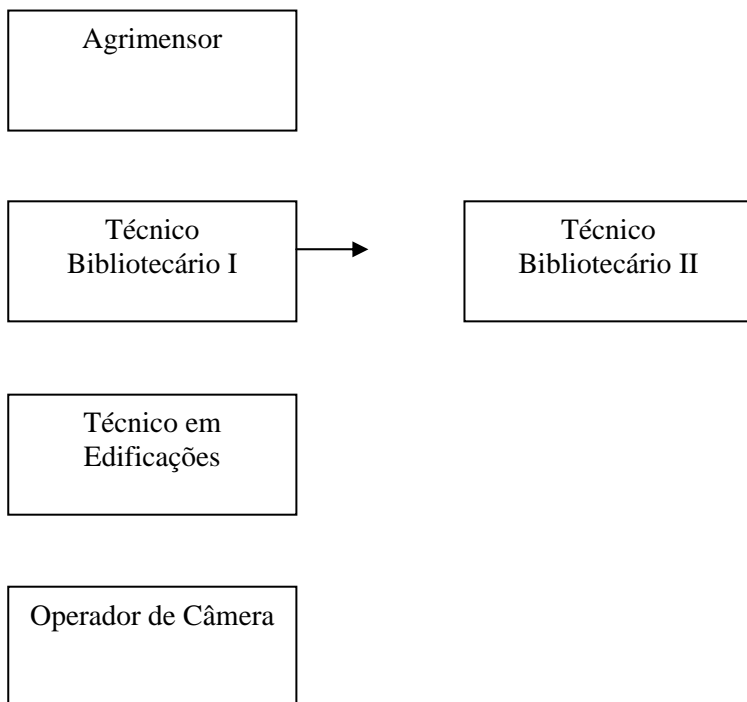 Agrimensor
Técnico
Bibliotecário I
Técnico
Bibliotecário II
Técnico em
Edificações
Operador de Câmera